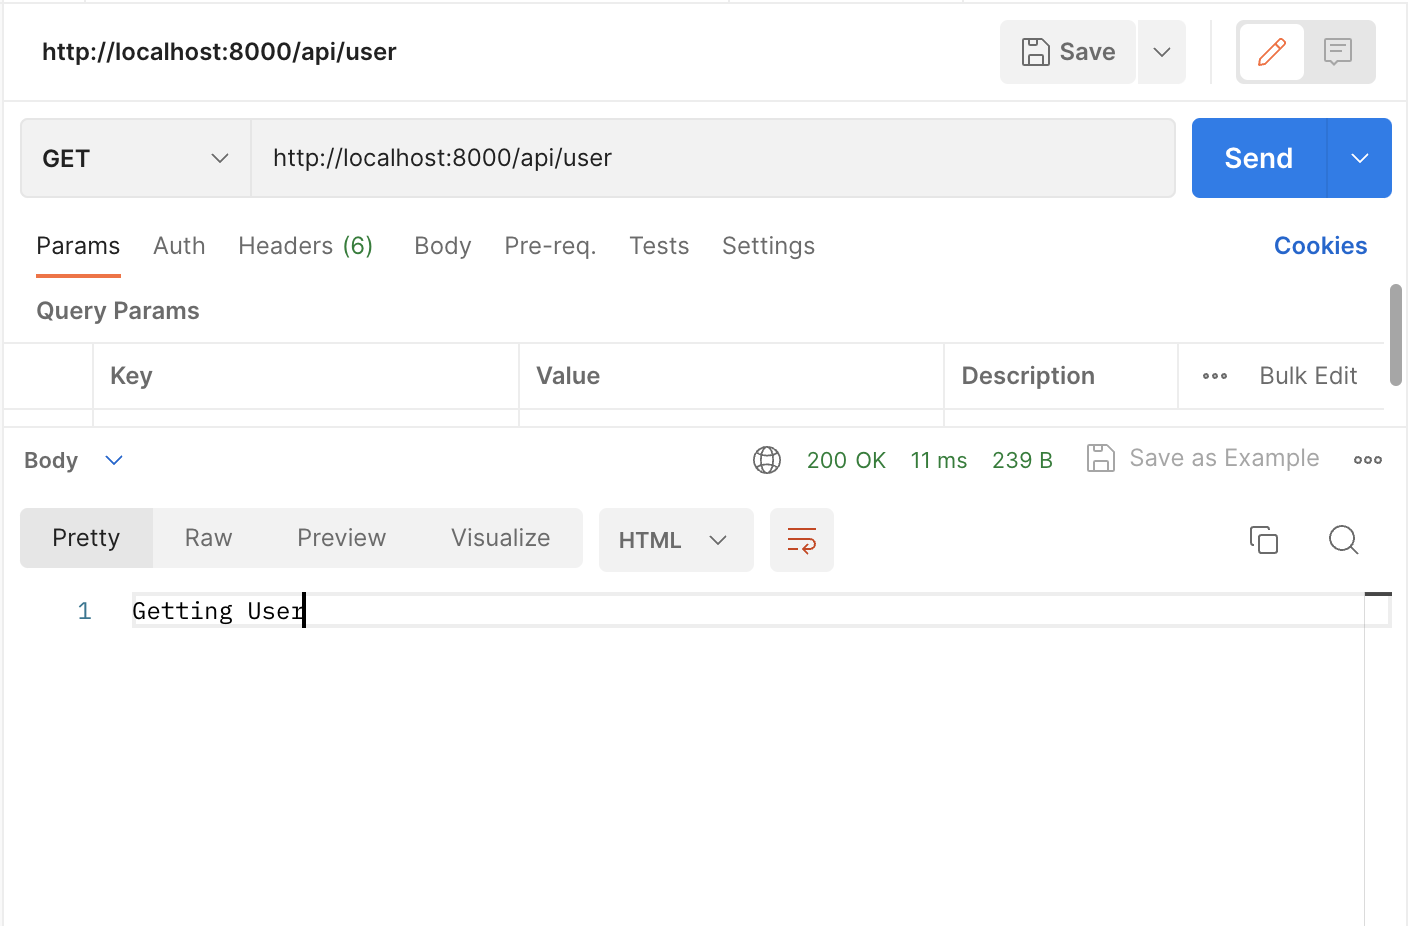 http://localhost:8000/api/user
Save
GET
http://localhost:8000/api/user
Send
Params Auth Headers (6) Body Pre-req. Tests Settings Cookies
Query Params
Key Value Description Bulk Edit
Body 200 OK 11 ms 239 B Save as Example
Pretty Raw Preview Visualize HTML
1 Getting User